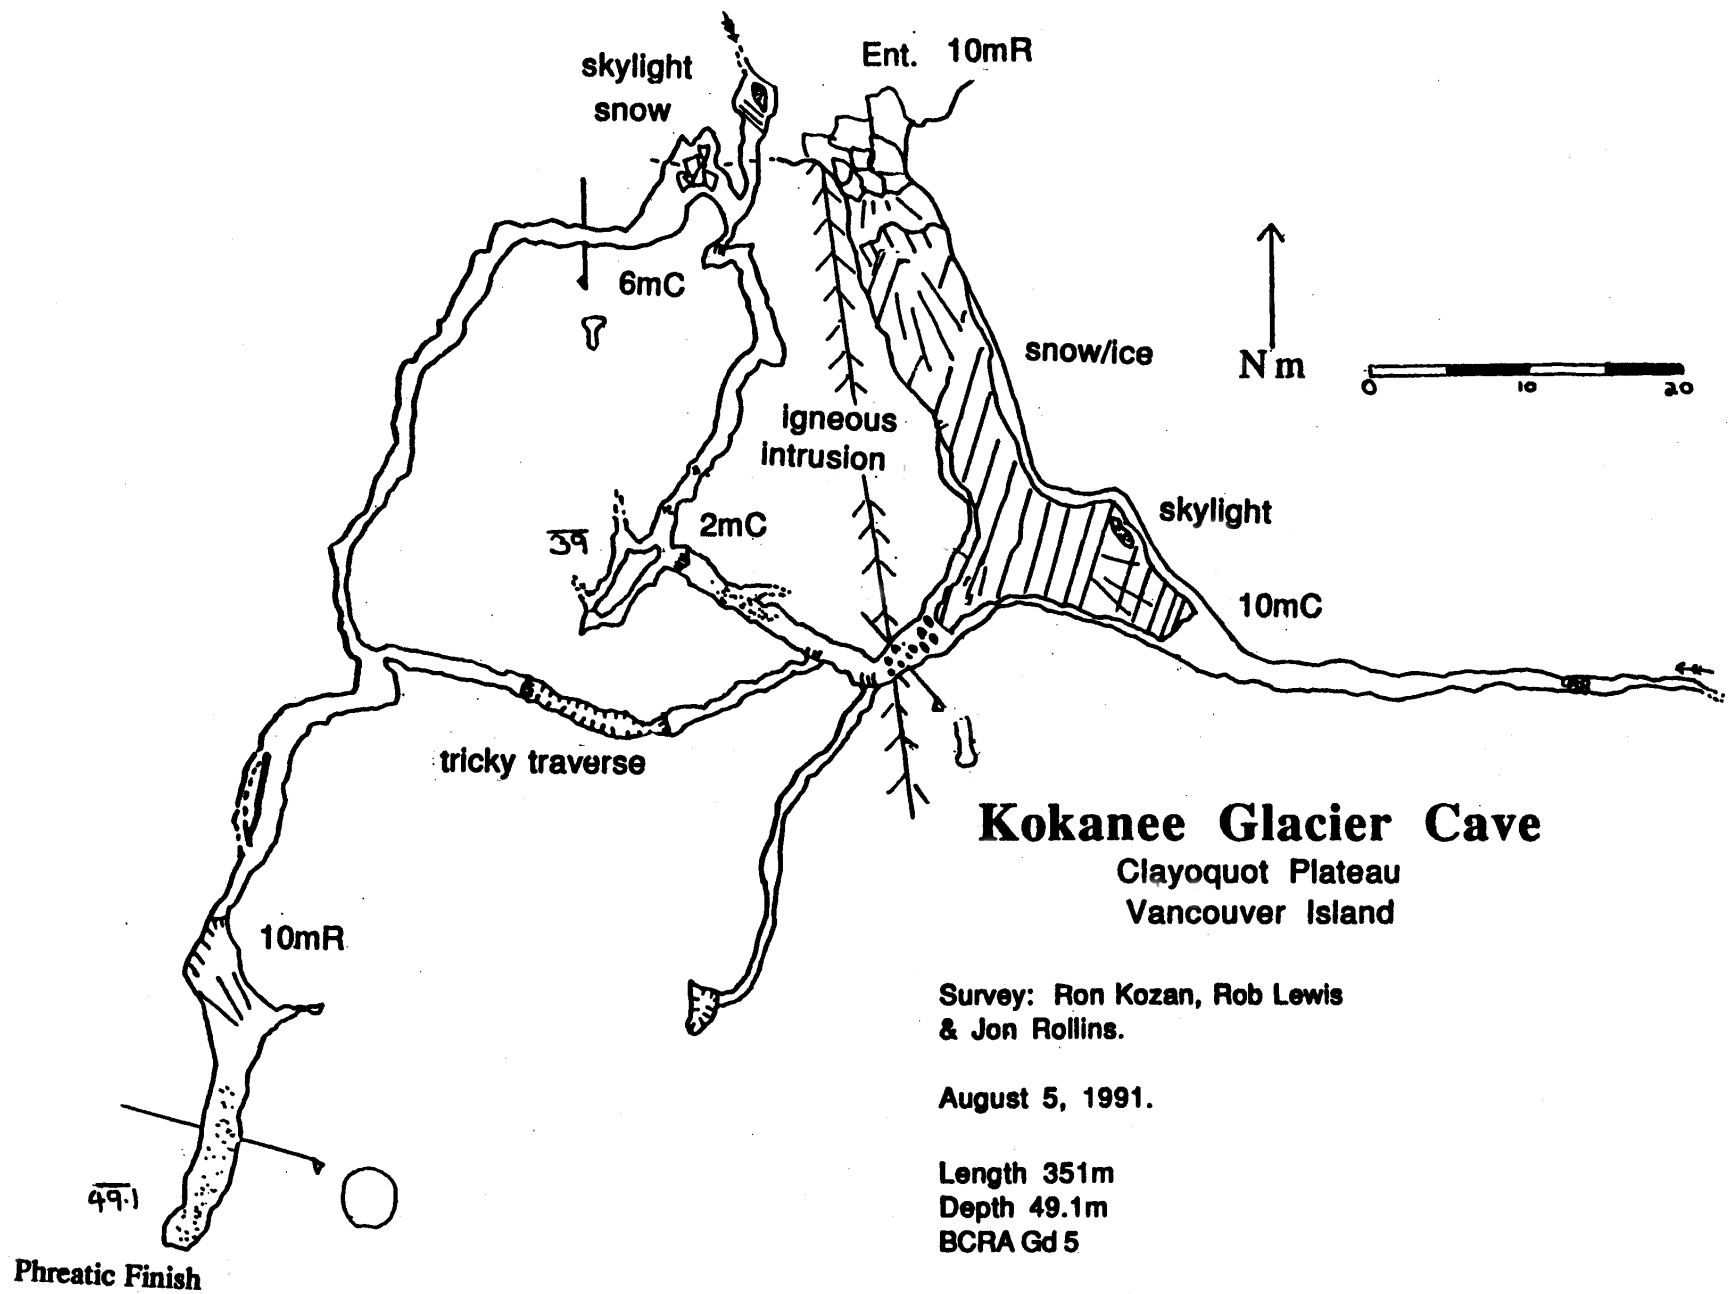 skylight
snow
Ent. 10mR
6mC
snow/ice
N m
0 10 20
igneous
intrusion
skylight
39
2mC
10mC
tricky traverse
Kokanee Glacier Cave
Clayoquot Plateau
Vancouver Island
10mR
Survey: Ron Kozan, Rob Lewis
& Jon Rollins.
August 5, 1991.
Length 351m
Depth 49.1m
BCRA Gd 5
49.1
Phreatic Finish